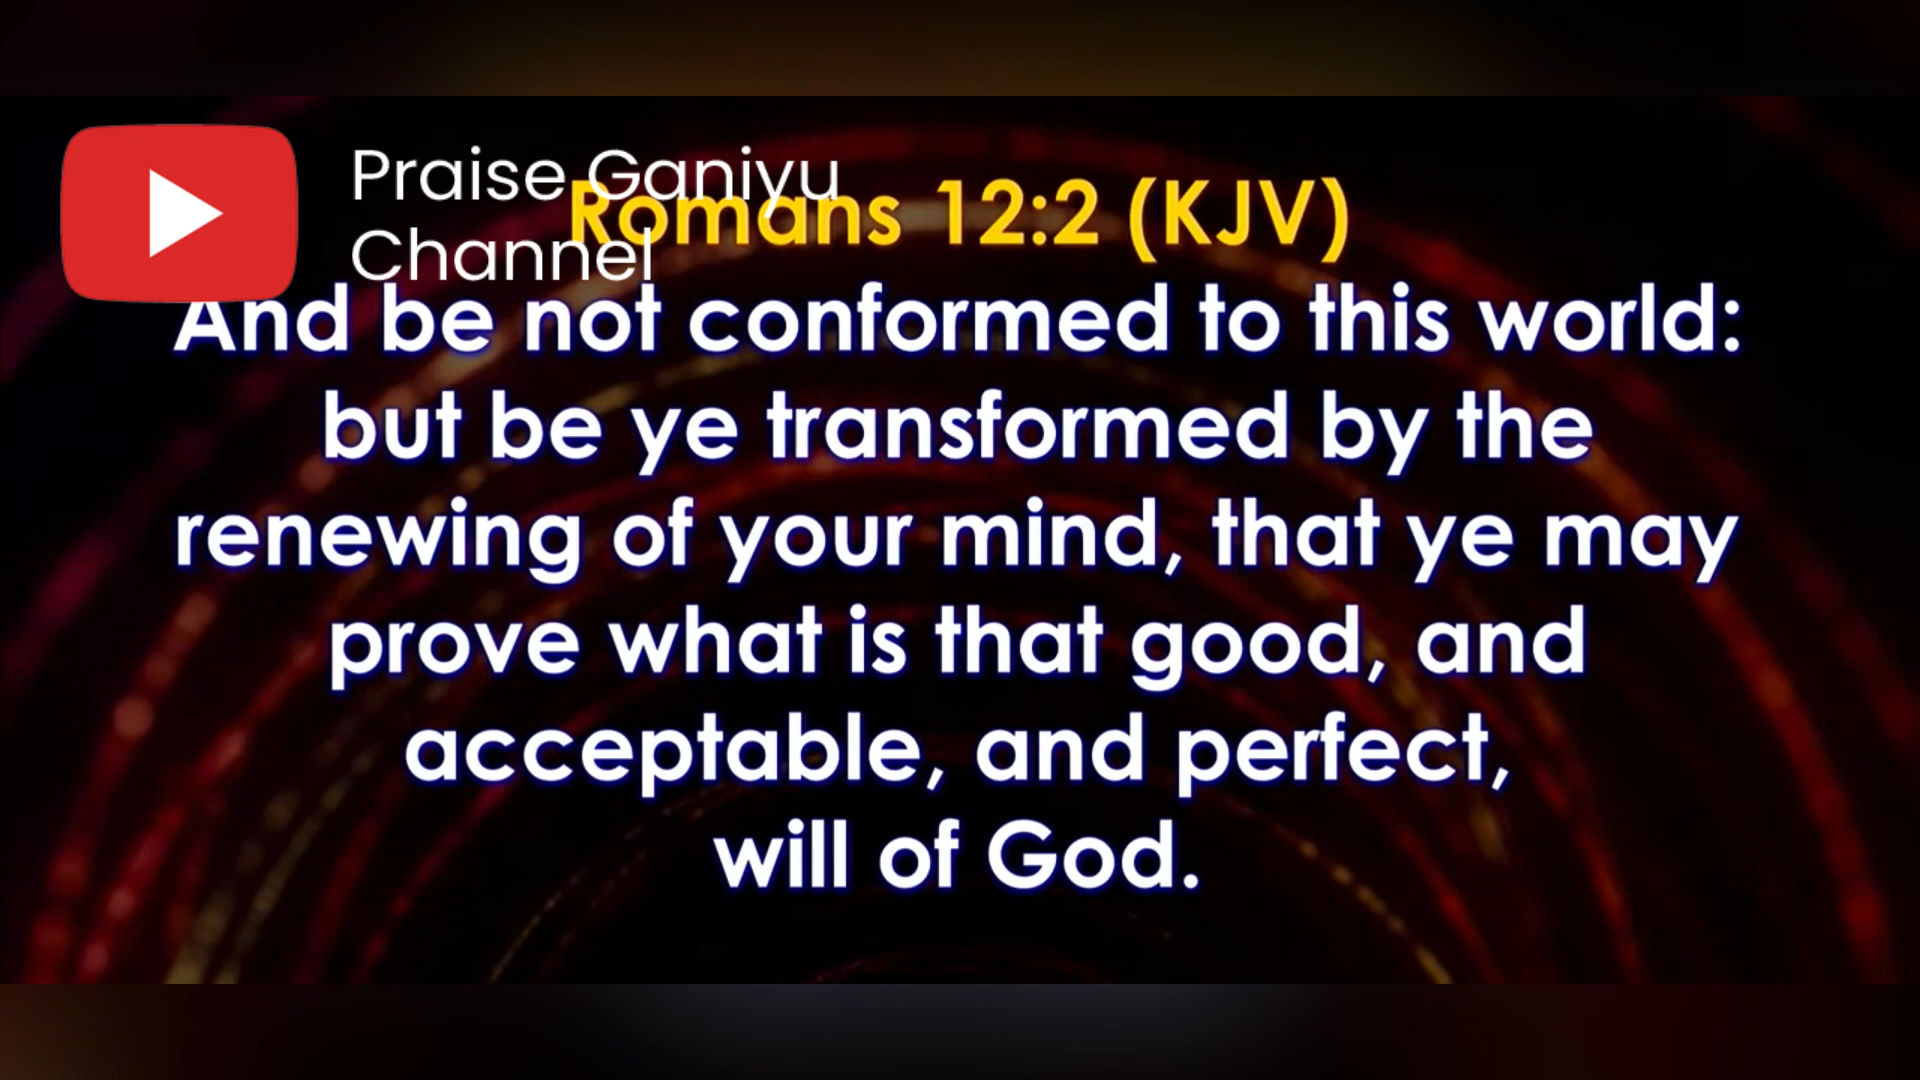 Praise Ganiyu
Channel
Romans 12:2 (KJV)
And be not conformed to this world:
but be ye transformed by the
renewing of your mind, that ye may
prove what is that good, and
acceptable, and perfect,
will of God.